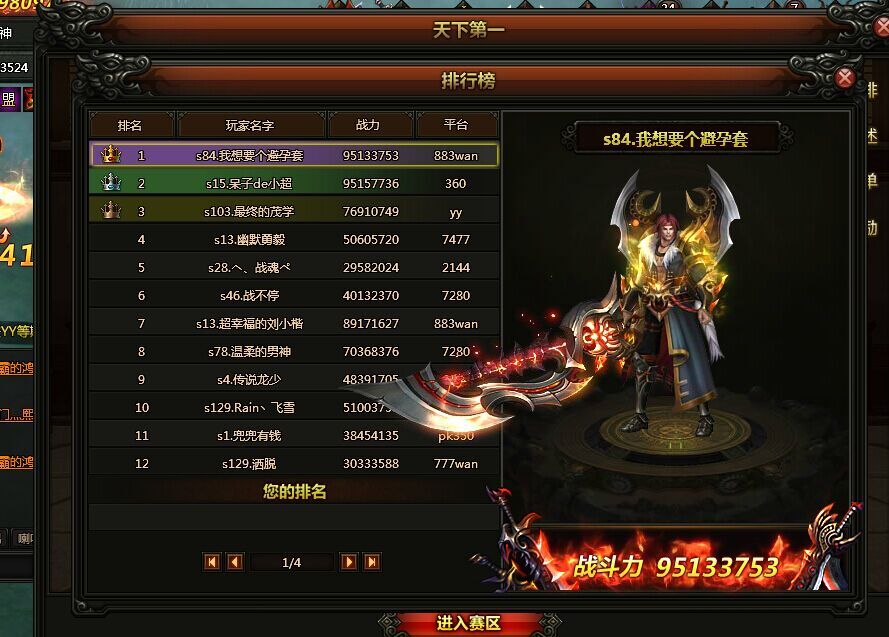 天下第一
排行榜
神
3524
盟
排名 玩家名字 战力 平台
s84.我想要个避孕套
1 s84.我想要个避孕套 95133753 883wan
2 s15.呆子de小超 95157736 360
3 s103.最终的茂学 76910749 yy
4 s13.幽默勇毅 50605720 7477
5 s28.へ、战魂ペ 29582024 2144
6 s46.战不停 40132370 7280
7 s13.超幸福的刘小楷 89171627 883wan
8 s78.温柔的男神 70368376 7280
9 s4.传说龙少 48391705
10 s129.Rain丶飞雪
11 s1.兜兜有钱 38454135 pk350
12 s129.洒脱 30333588 777wan
您的排名
1/4
战斗力 95133753
进入赛区